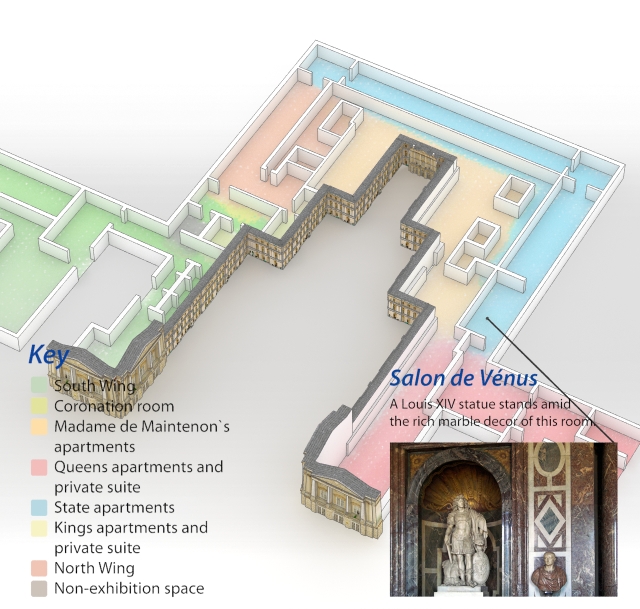 Key
South Wing
Coronation room
Madame de Maintenon`s
apartments
Queens apartments and
private suite
State apartments
Kings apartments and
private suite
North Wing
Non-exhibition space
Salon de Vénus
A Louis XIV statue stands amid
the rich marble decor of this room.